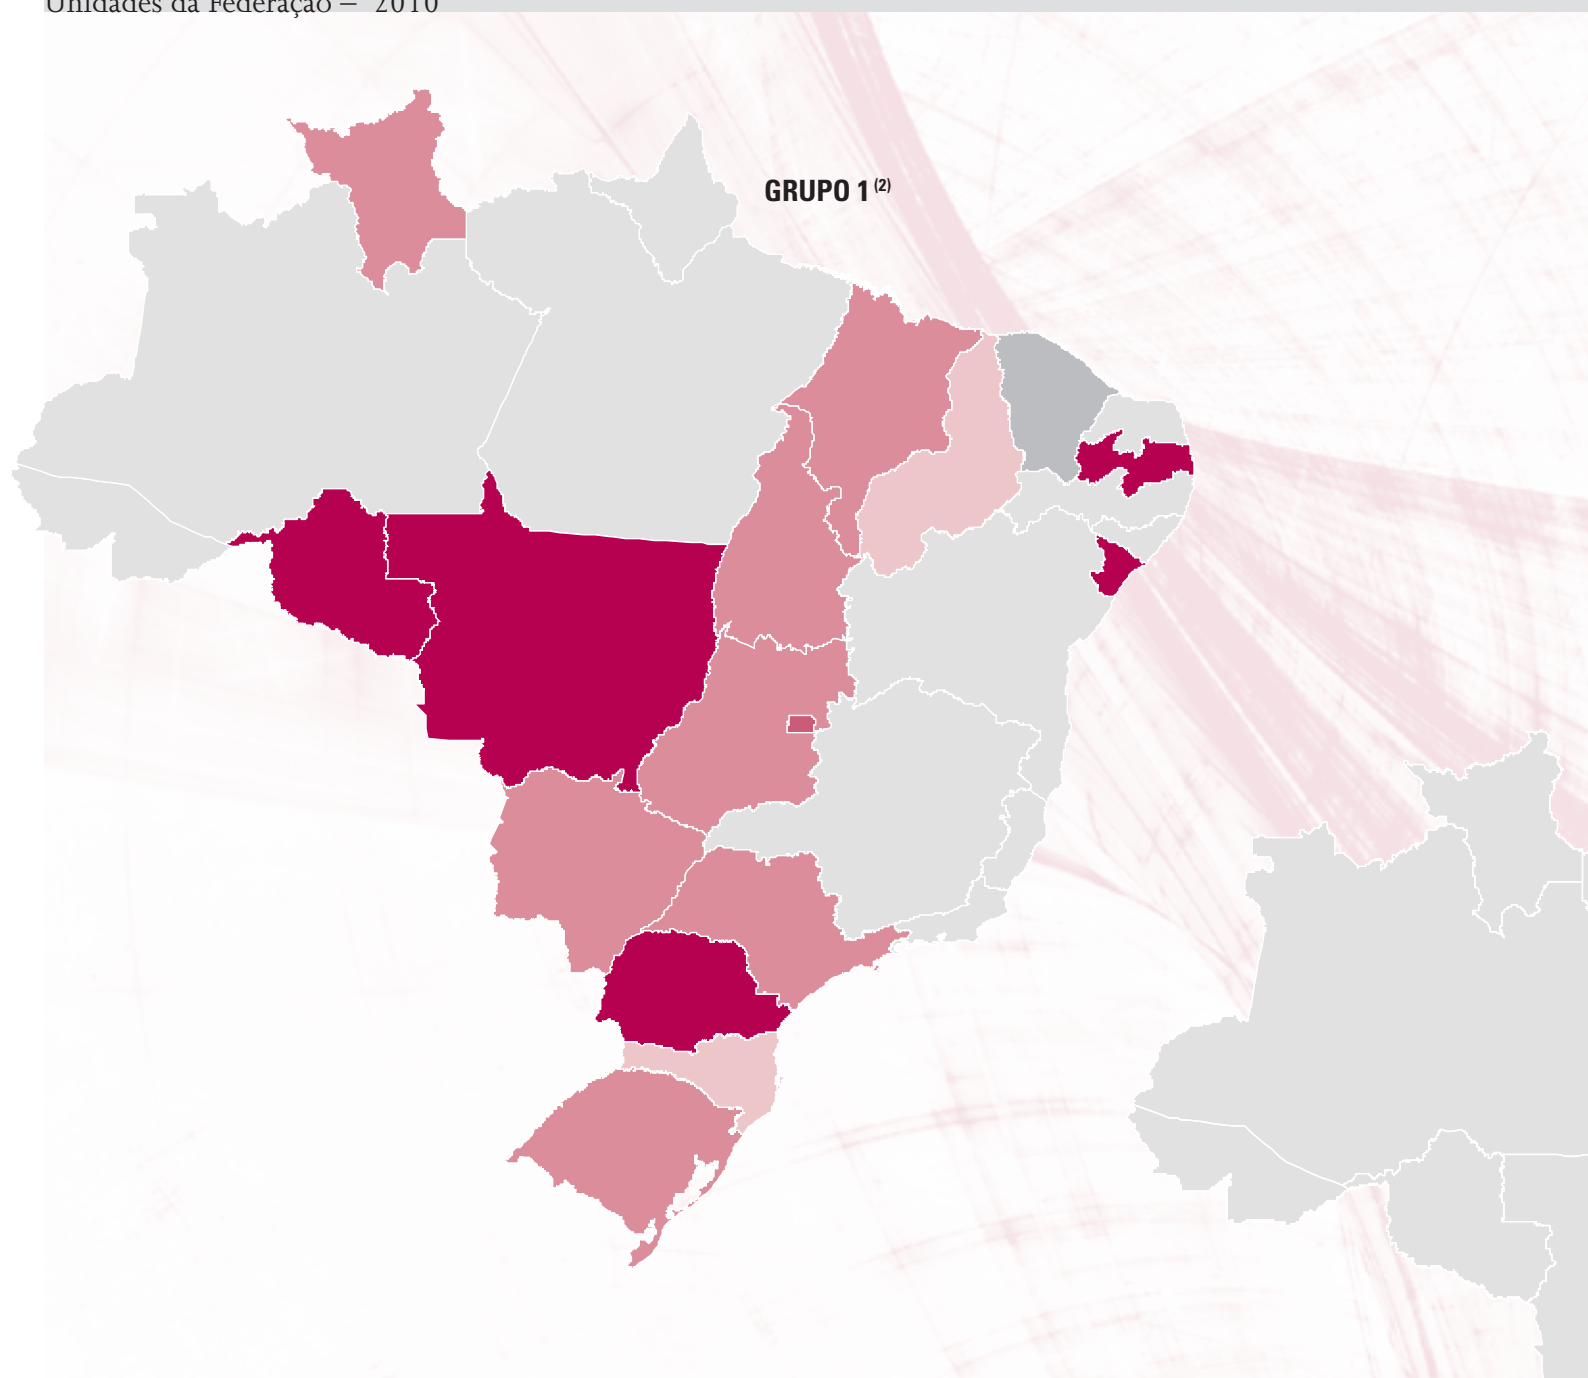 Unidades da Federação – 2010
GRUPO 1 (2)